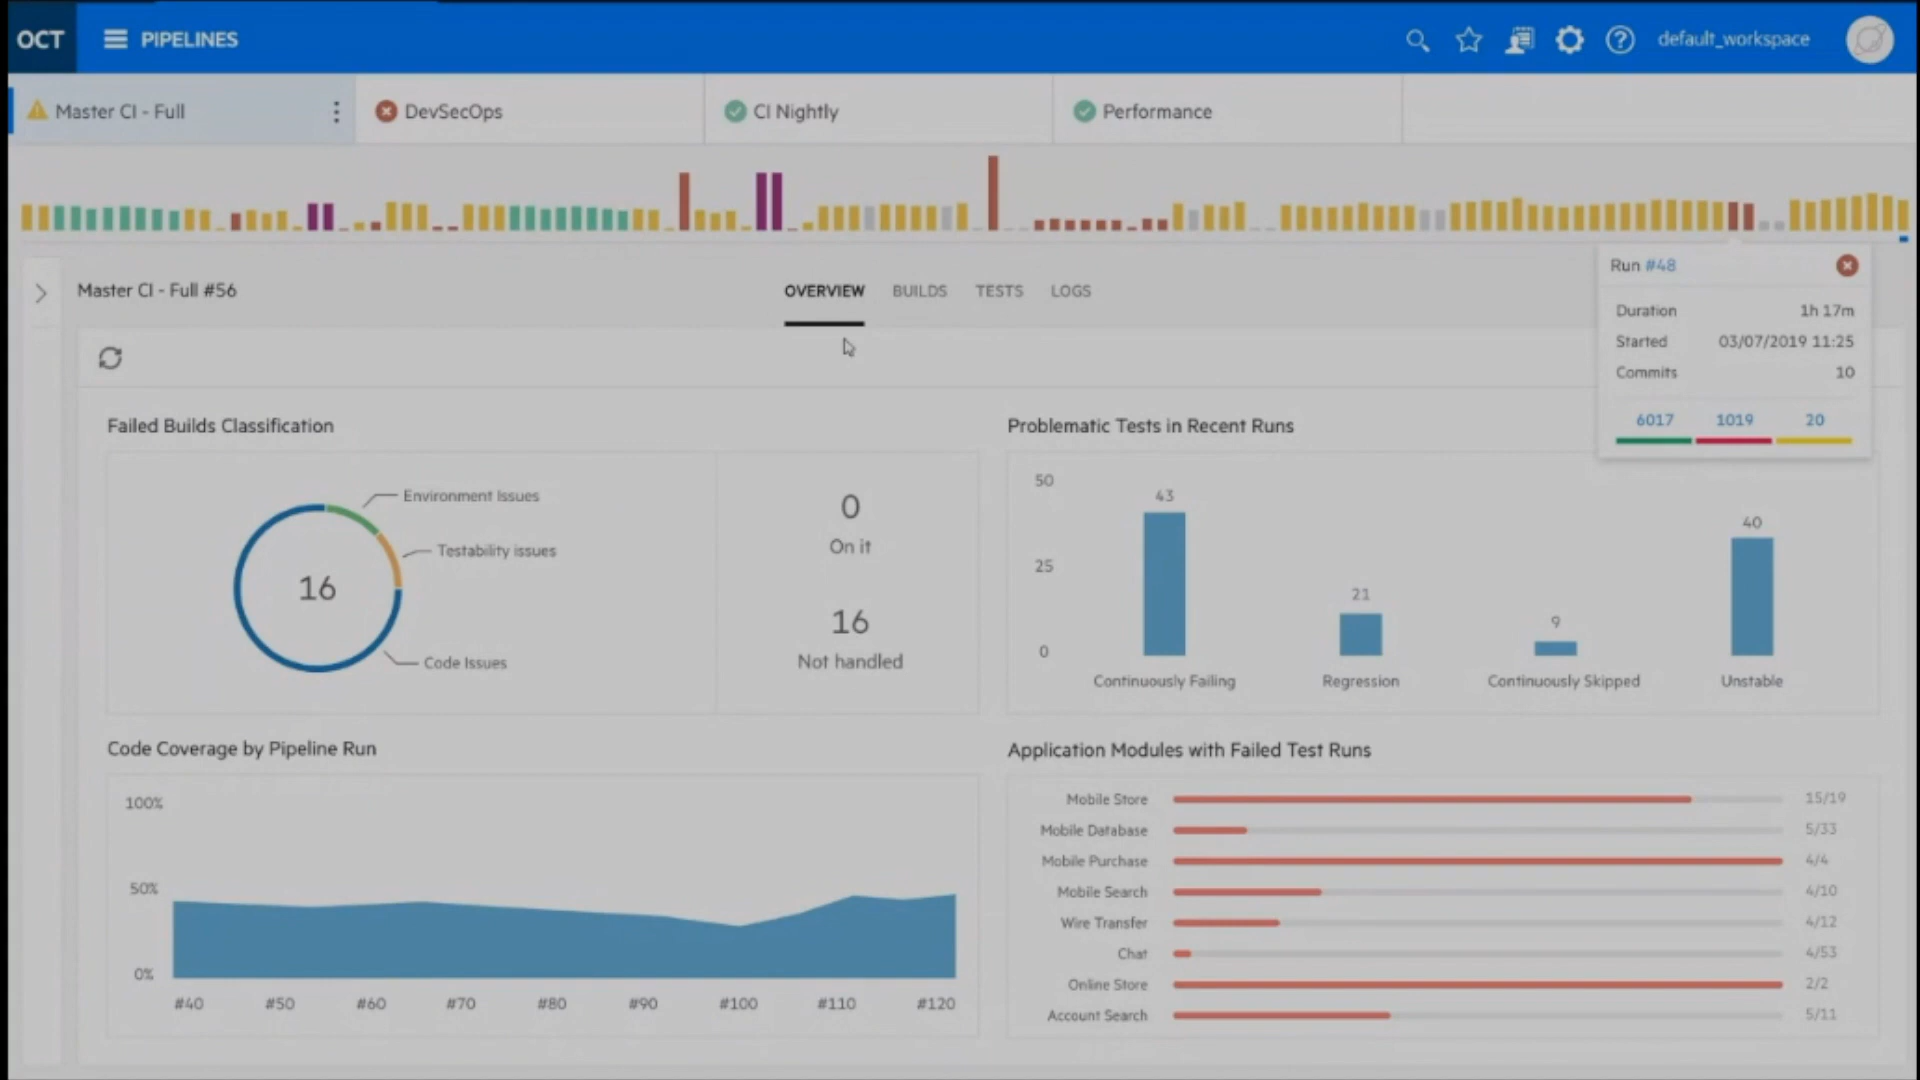 OCT
PIPELINES
default_workspace
Master CI - Full
DevSecOps
CI Nightly
Performance
Run #48
Duration 1h 17m
Started 03/07/2019 11:25
Commits 10
6017 1019 20
Master CI - Full #56
OVERVIEW BUILDS TESTS LOGS
Failed Builds Classification
Environment Issues
Testability issues
16
Code Issues
0
On it
16
Not handled
Problematic Tests in Recent Runs
50
25
0
43
21
9
40
Continuously Failing
Regression
Continuously Skipped
Unstable
Code Coverage by Pipeline Run
100%
50%
0%
#40 #50 #60 #70 #80 #90 #100 #110 #120
Application Modules with Failed Test Runs
Mobile Store 15/19
Mobile Database 5/33
Mobile Purchase 4/4
Mobile Search 4/10
Wire Transfer 4/12
Chat 4/53
Online Store 2/2
Account Search 5/11